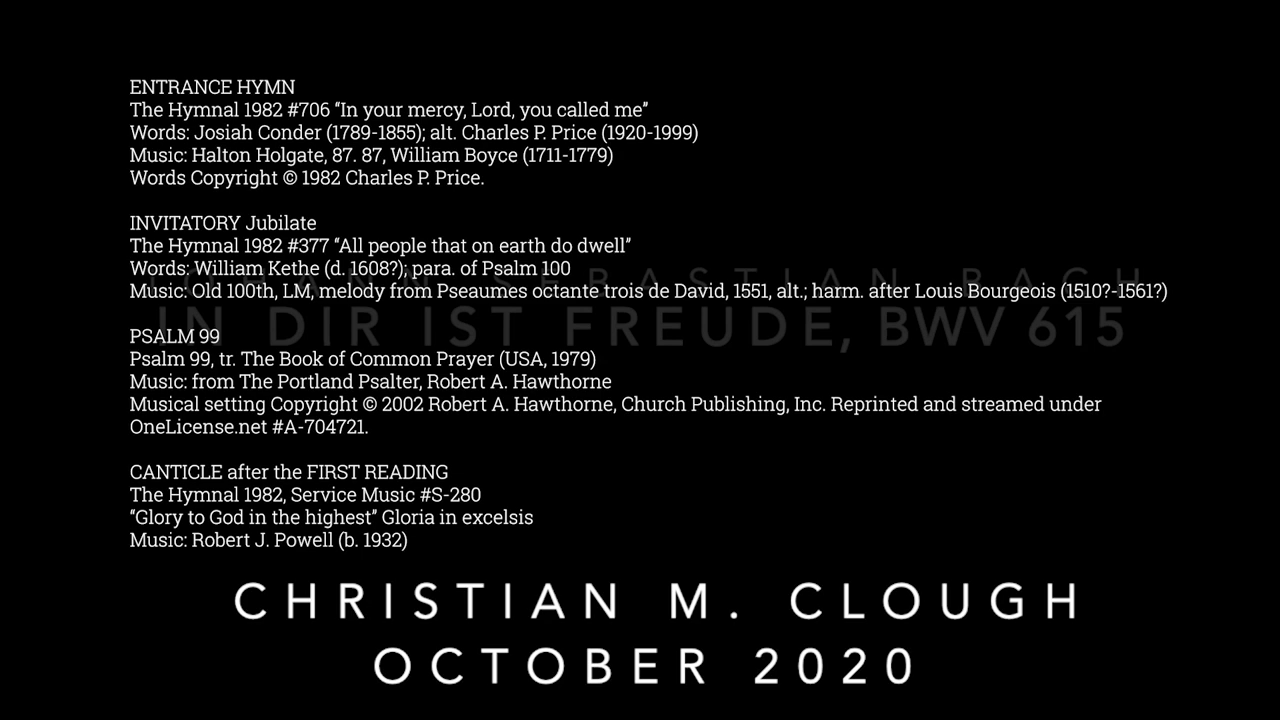 ENTRANCE HYMN
The Hymnal 1982 #706 “In your mercy, Lord, you called me”
Words: Josiah Conder (1789-1855); alt. Charles P. Price (1920-1999)
Music: Halton Holgate, 87. 87, William Boyce (1711-1779)
Words Copyright © 1982 Charles P. Price.
INVITATORY Jubilate
The Hymnal 1982 #377 “All people that on earth do dwell”
Words: William Kethe (d. 1608?); para. of Psalm 100
JOHANN SEBASTIAN BACH
Music: Old 100th, LM, melody from Pseaumes octante trois de David, 1551, alt.; harm. after Louis Bourgeois (1510?-1561?)
IN DIR IST FREUDE, BWV 615
PSALM 99
Psalm 99, tr. The Book of Common Prayer (USA, 1979)
Music: from The Portland Psalter, Robert A. Hawthorne
Musical setting Copyright © 2002 Robert A. Hawthorne, Church Publishing, Inc. Reprinted and streamed under
OneLicense.net #A-704721.
CANTICLE after the FIRST READING
The Hymnal 1982, Service Music #S-280
“Glory to God in the highest” Gloria in excelsis
Music: Robert J. Powell (b. 1932)
CHRISTIAN M. CLOUGH
OCTOBER 2020